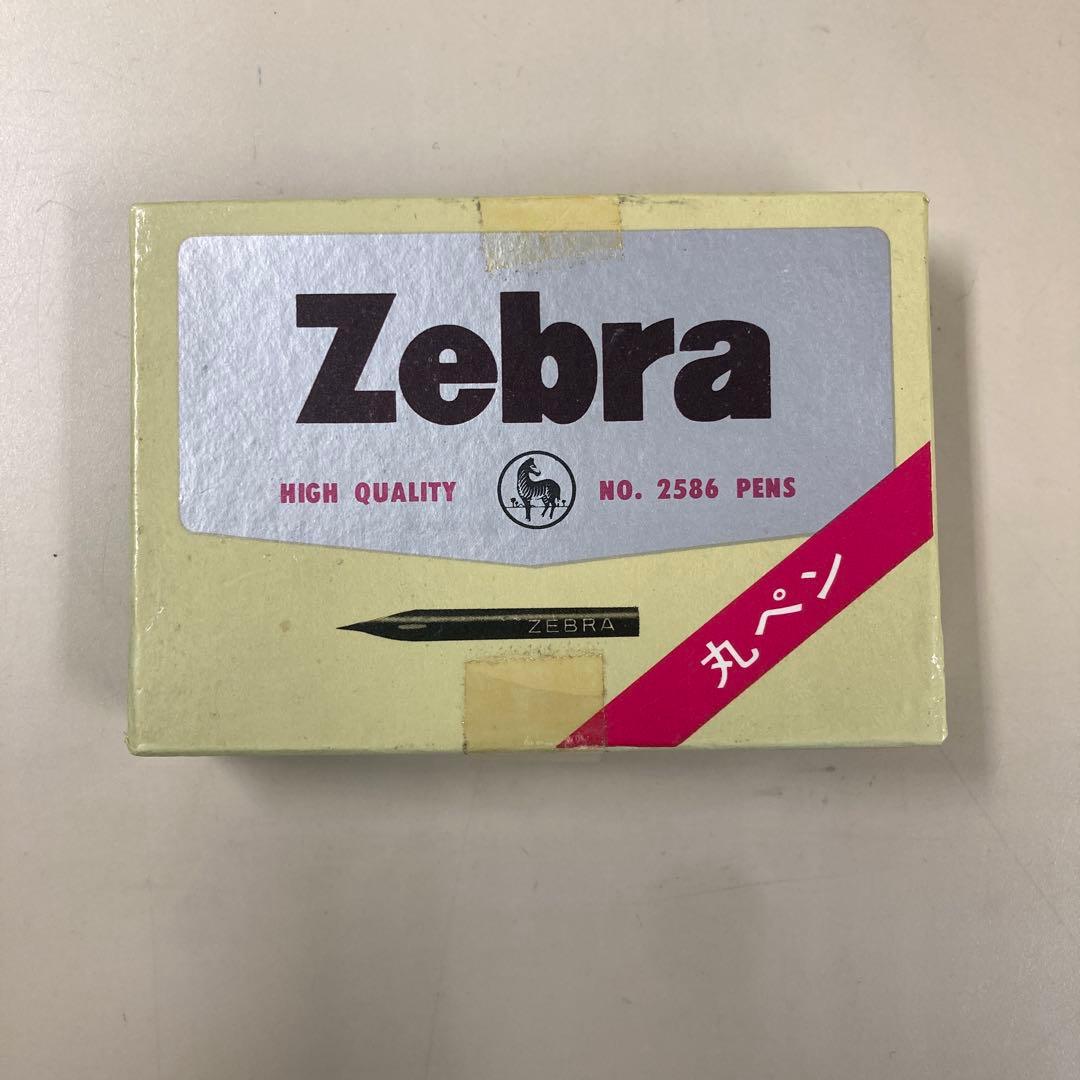 Zebra
HIGH QUALITY NO. 2586 PENS
ZEBRA
丸ペン